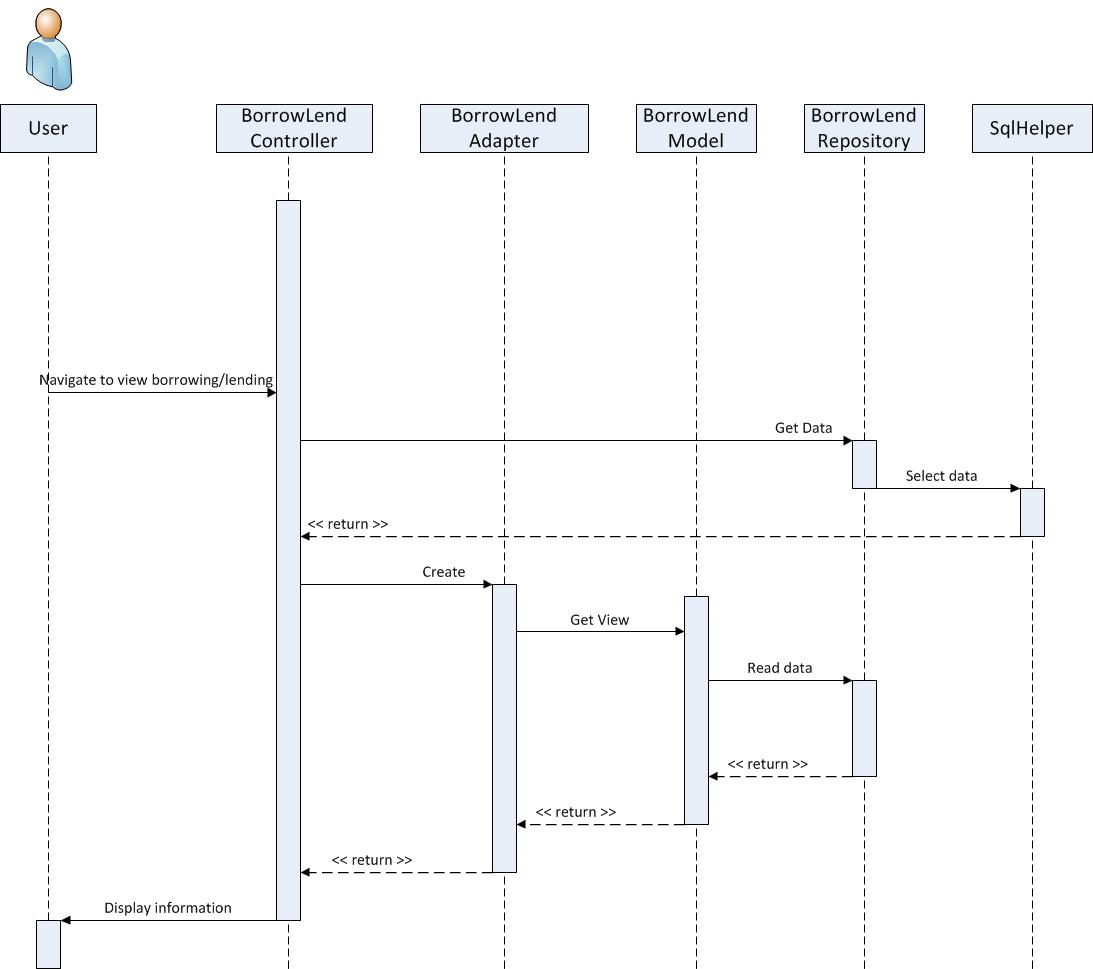 User
BorrowLend
Controller
BorrowLend
Adapter
BorrowLend
Model
BorrowLend
Repository
SqlHelper
Navigate to view borrowing/lending
Get Data
Select data
<< return >>
Create
Get View
Read data
<< return >>
<< return >>
<< return >>
Display information